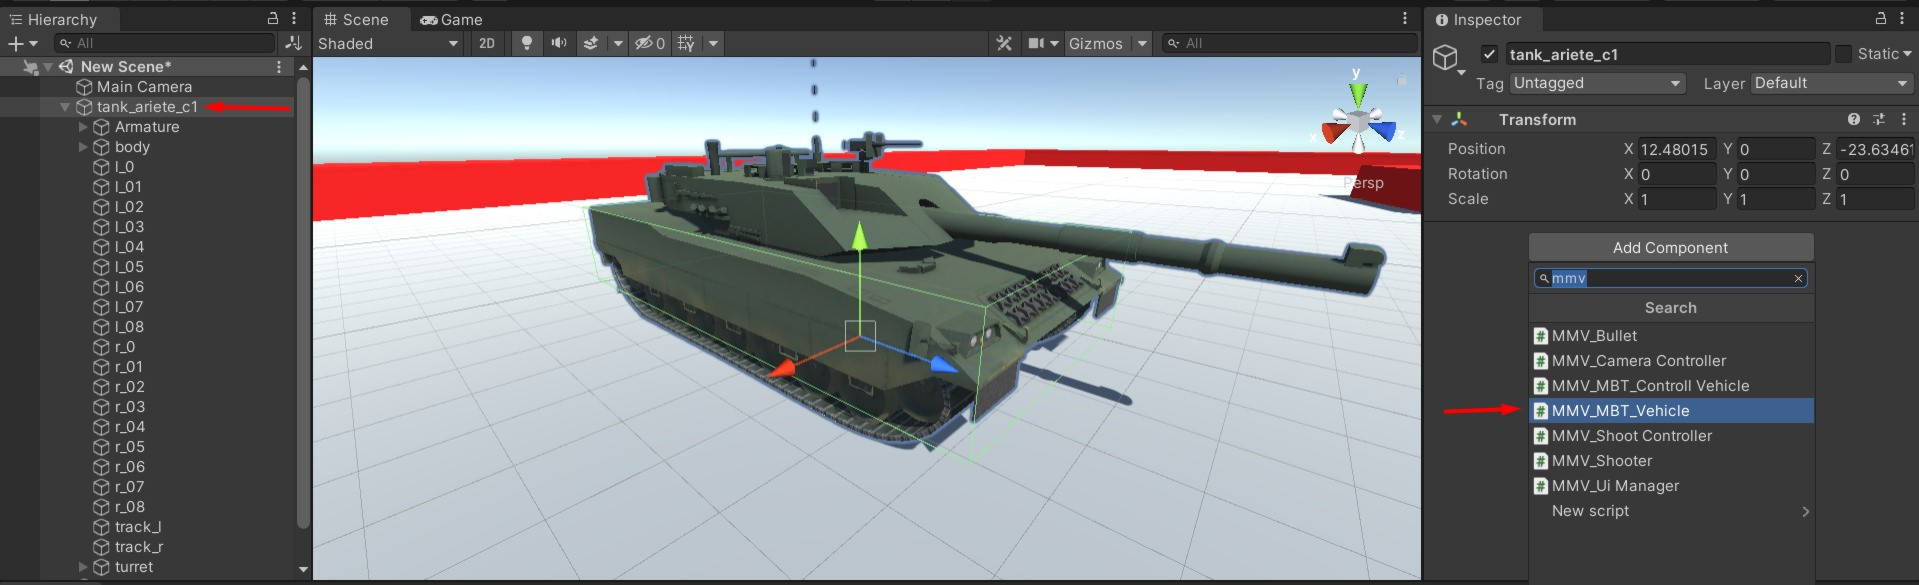 Hierarchy
All
New Scene*
Main Camera
tank_ariete_c1
Armature
body
l_0
l_01
l_02
l_03
l_04
l_05
l_06
l_07
l_08
r_0
r_01
r_02
r_03
r_04
r_05
r_06
r_07
r_08
track_l
track_r
turret
Scene
Game
Shaded
2D
0
Gizmos
All
y
x
z
Persp
Inspector
tank_ariete_c1
Static
Tag
Untagged
Layer
Default
Transform
Position X 12.48015 Y 0 Z -23.63461
Rotation X 0 Y 0 Z 0
Scale X 1 Y 1 Z 1
Add Component
mmv
Search
MMV_Bullet
MMV_Camera Controller
MMV_MBT_Controll Vehicle
MMV_MBT_Vehicle
MMV_Shoot Controller
MMV_Shooter
MMV_Ui Manager
New script